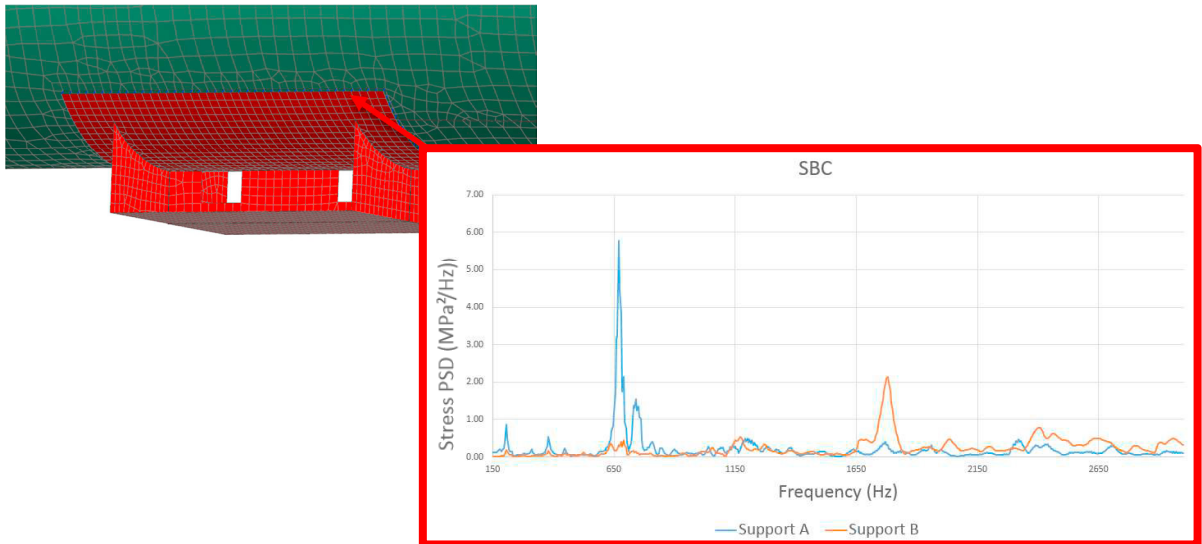 SBC
7.00
6.00
5.00
4.00
3.00
2.00
1.00
0.00
Stress PSD (MPa²/Hz))
150 650 1150 1650 2150 2650
Frequency (Hz)
Support A Support B